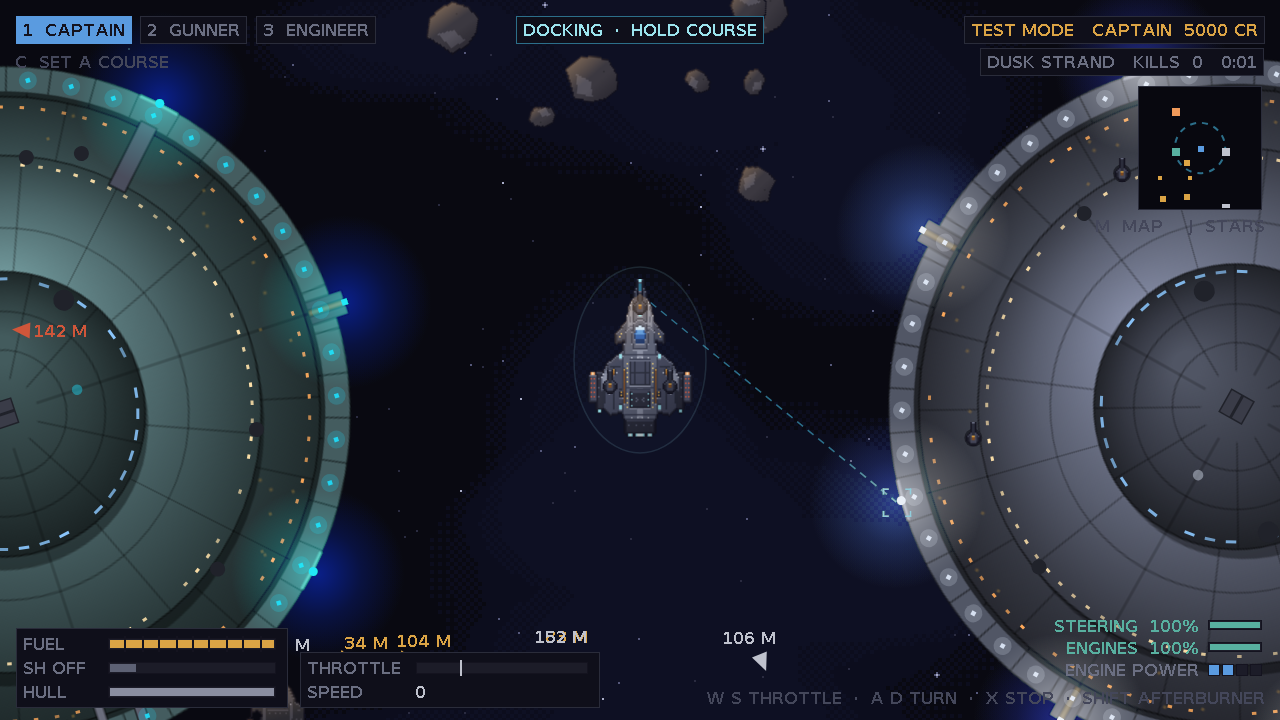 1 CAPTAIN 2 GUNNER 3 ENGINEER
DOCKING · HOLD COURSE
TEST MODE CAPTAIN 5000 CR
C SET A COURSE
DUSK STRAND KILLS 0 0:01
M MAP J STARS
142 M
M 34 M 104 M
106 M
FUEL
SH OFF
HULL
THROTTLE
SPEED 0
STEERING 100%
ENGINES 100%
ENGINE POWER
W S THROTTLE · A D TURN · X STOP · SHIFT AFTERBURNER